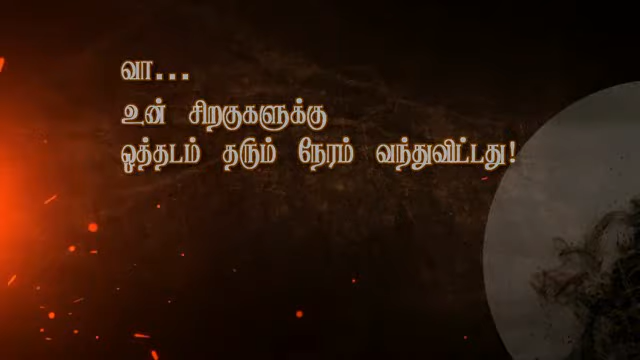 வா...
உன் சிறகுகளுக்கு
ஒத்தடம் தரும் நேரம் வந்துவிட்டது!